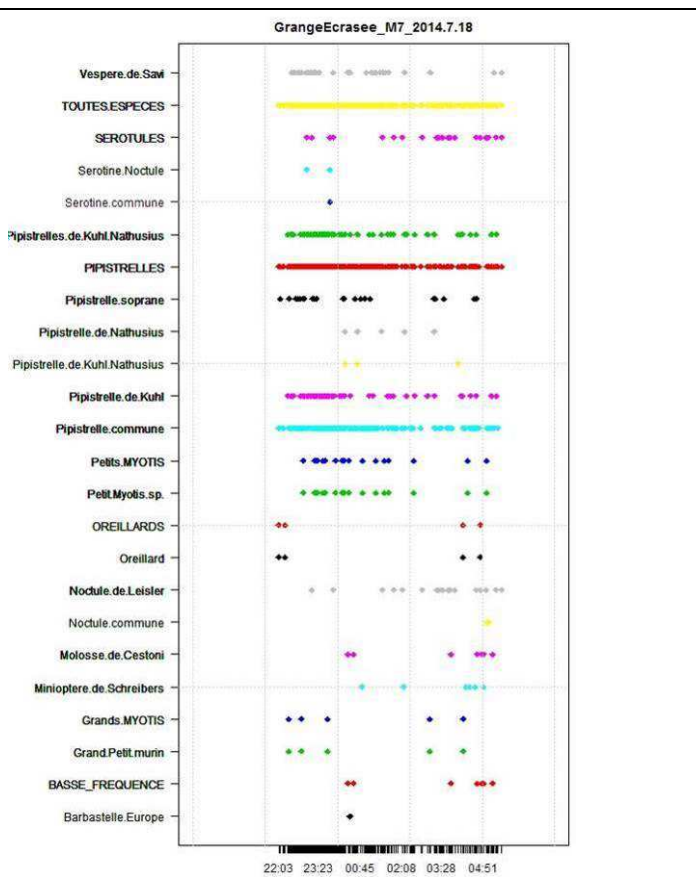 GrangeEcrasee_M7_2014.7.18
Vespere.de.Savi
TOUTES.ESPECES
SEROTULES
Serotine.Noctule
Serotine.commune
Pipistrelles.de.Kuhl.Nathusius
PIPISTRELLES
Pipistrelle.soprane
Pipistrelle.de.Nathusius
Pipistrelle.de.Kuhl.Nathusius
Pipistrelle.de.Kuhl
Pipistrelle.commune
Petits.MYOTIS
Petit.Myotis.sp.
OREILLARDS
Oreillard
Noctule.de.Leisler
Noctule.commune
Molosse.de.Cestoni
Minioptere.de.Schreibers
Grands.MYOTIS
Grand.Petit.murin
BASSE_FREQUENCE
Barbastelle.Europe
22:03 23:23 00:45 02:08 03:28 04:51